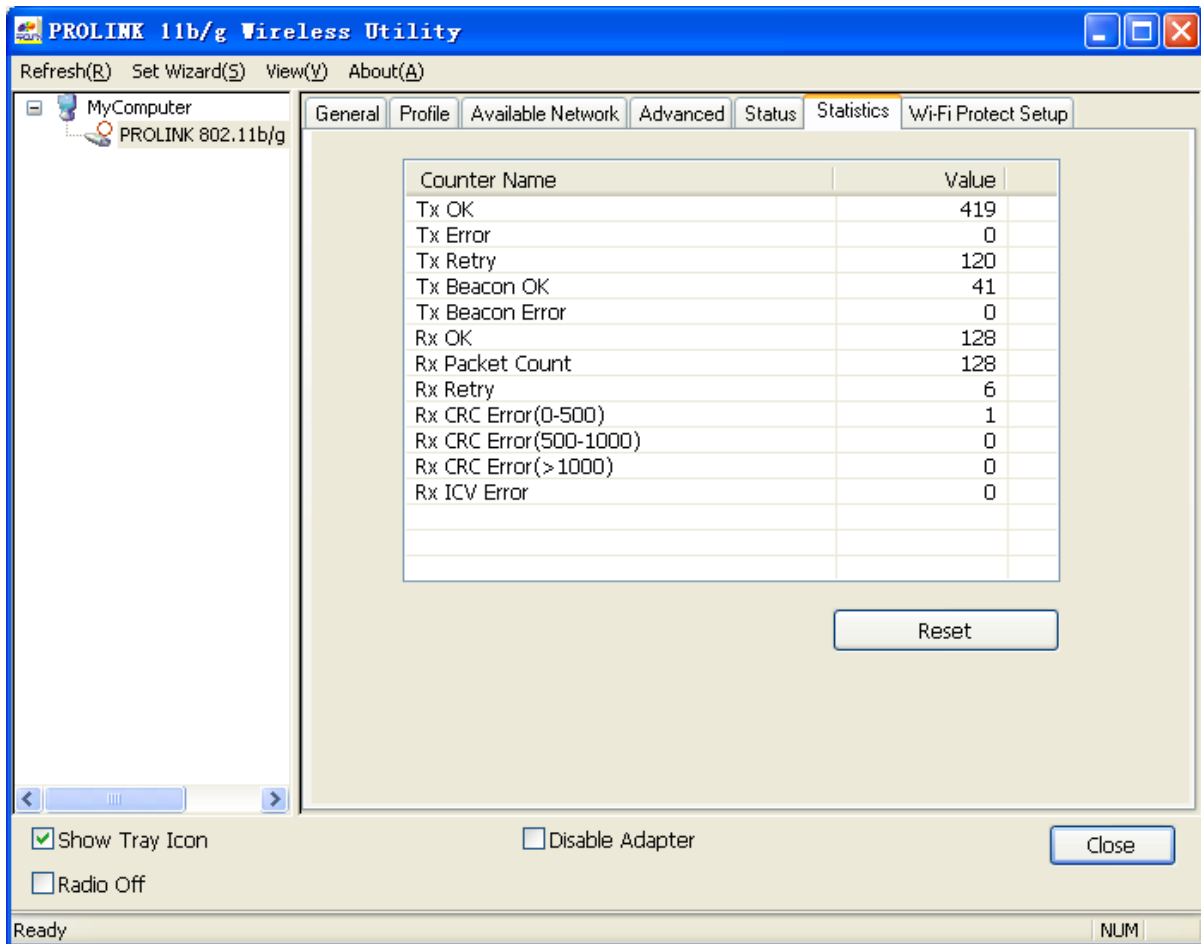 PROLINK 11b/g Wireless Utility
Refresh(R) Set Wizard(S) View(V) About(A)
MyComputer
PROLINK 802.11b/g
General Profile Available Network Advanced Status Statistics Wi-Fi Protect Setup
Counter Name Value
Tx OK 419
Tx Error 0
Tx Retry 120
Tx Beacon OK 41
Tx Beacon Error 0
Rx OK 128
Rx Packet Count 128
Rx Retry 6
Rx CRC Error(0-500) 1
Rx CRC Error(500-1000) 0
Rx CRC Error(>1000) 0
Rx ICV Error 0
Reset
Show Tray Icon Disable Adapter Close
Radio Off
Ready NUM